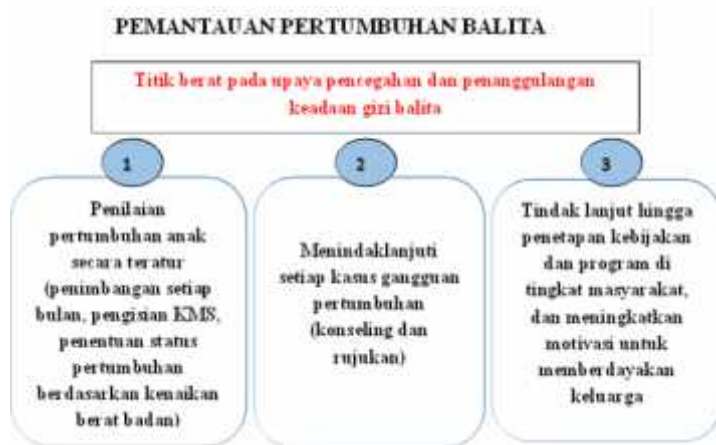 PEMANTAUAN PERTUMBUHAN BALITA
Titik berat pada upaya pencegahan dan penanggulangan
keadaan giri balita
1
Penilaian
pertumbuhan anak
secara teratur
(penimbangan setiap
bulan, pengisian KMS,
penentuan status
pertumbuhan
berdasarkan kenaikan
berat badan)
2
Menindaklanjuti
setiap kasus gangguan
pertumbuhan
(konseling dan
rujukan)
3
Tindak lanjut hingga
penetapan kebijakan
dan program di
tingkat masyarakat,
dan meningkatkan
motivasi untuk
memberdayakan
keluarga